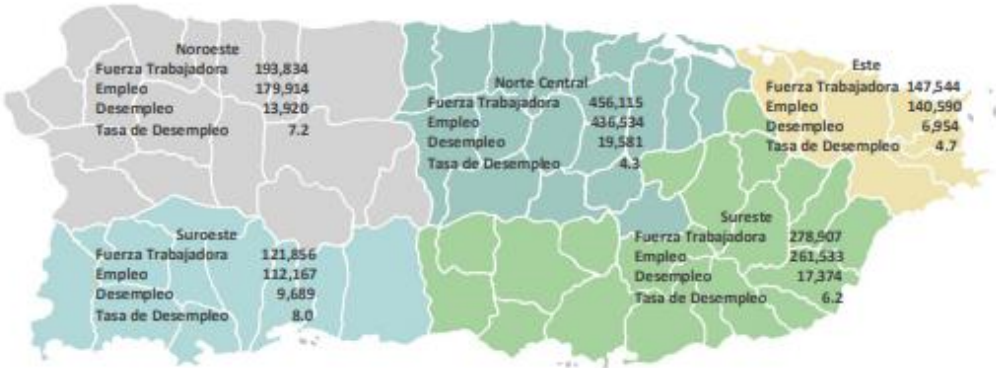 Noroeste
Fuerza Trabajadora 193,834
Empleo 179,914
Desempleo 13,920
Tasa de Desempleo 7.2
Norte Central
Fuerza Trabajadora 456,115
Empleo 436,534
Desempleo 19,581
Tasa de Desempleo 4.3
Este
Fuerza Trabajadora 147,544
Empleo 140,590
Desempleo 6,954
Tasa de Desempleo 4.7
Suroeste
Fuerza Trabajadora 121,856
Empleo 112,167
Desempleo 9,689
Tasa de Desempleo 8.0
Sureste
Fuerza Trabajadora 278,907
Empleo 261,533
Desempleo 17,374
Tasa de Desempleo 6.2